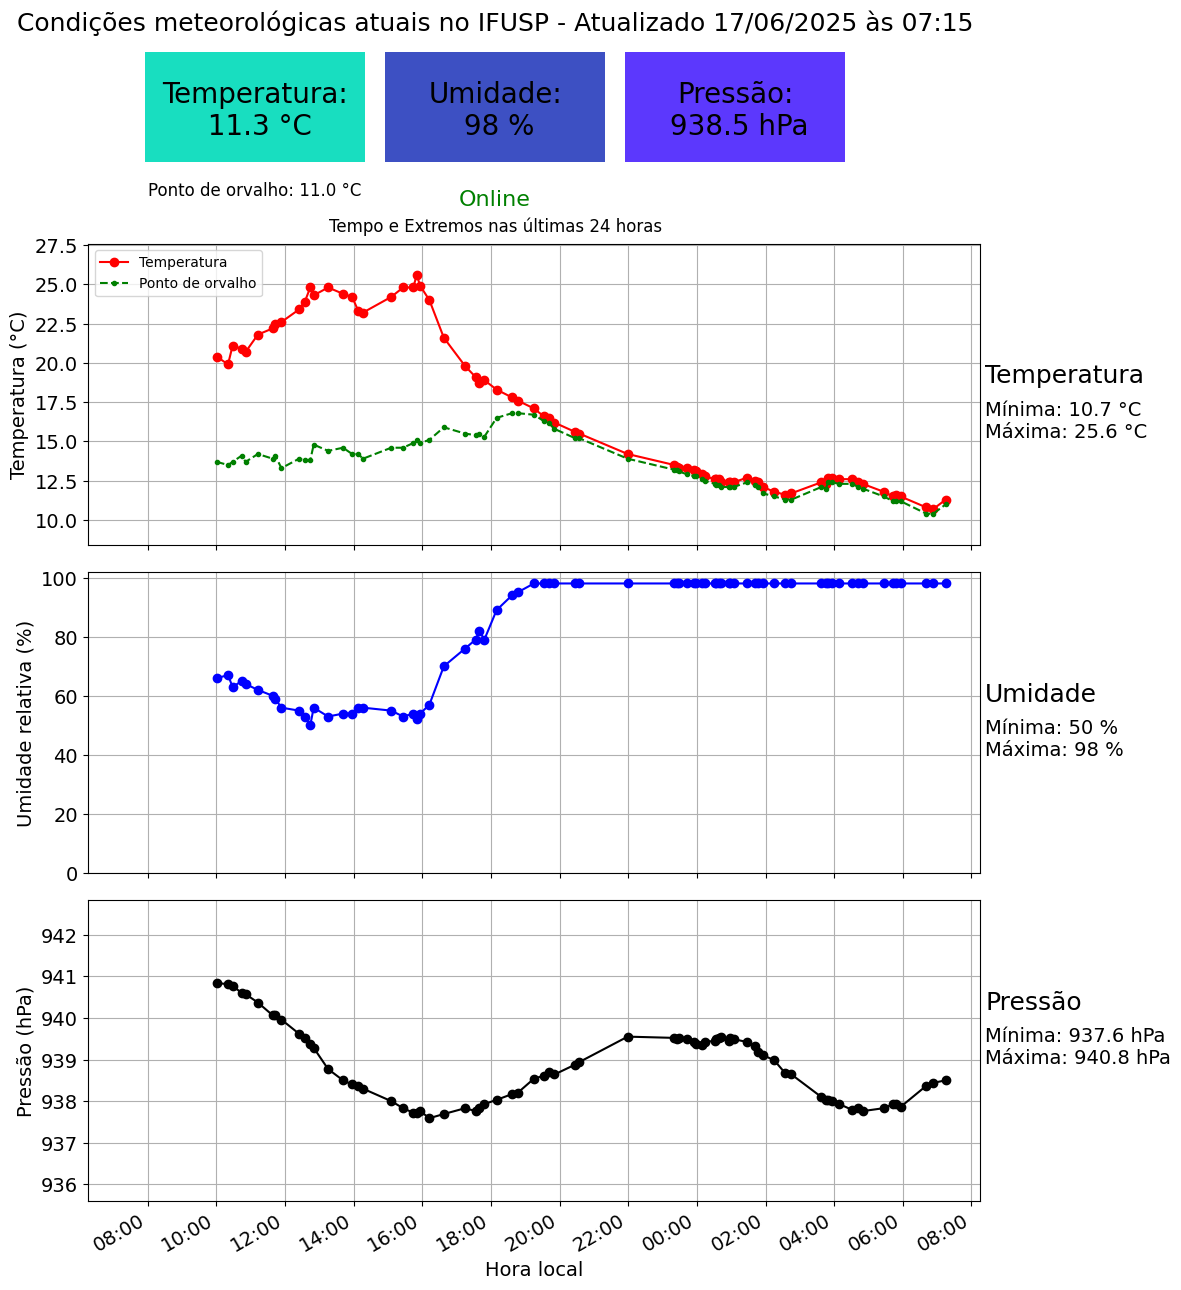 Condições meteorológicas atuais no IFUSP - Atualizado 17/06/2025 às 07:15
Temperatura:
11.3 °C
Umidade:
98 %
Pressão:
938.5 hPa
Ponto de orvalho: 11.0 °C
Online
Tempo e Extremos nas últimas 24 horas
Temperatura (°C)
27.5
25.0
22.5
20.0
17.5
15.0
12.5
10.0
Temperatura
Ponto de orvalho
Temperatura
Mínima: 10.7 °C
Máxima: 25.6 °C
Umidade relativa (%)
100
80
60
40
20
0
Umidade
Mínima: 50 %
Máxima: 98 %
Pressão (hPa)
942
941
940
939
938
937
936
Pressão
Mínima: 937.6 hPa
Máxima: 940.8 hPa
08:00
10:00
12:00
14:00
16:00
18:00
20:00
22:00
00:00
02:00
04:00
06:00
08:00
Hora local